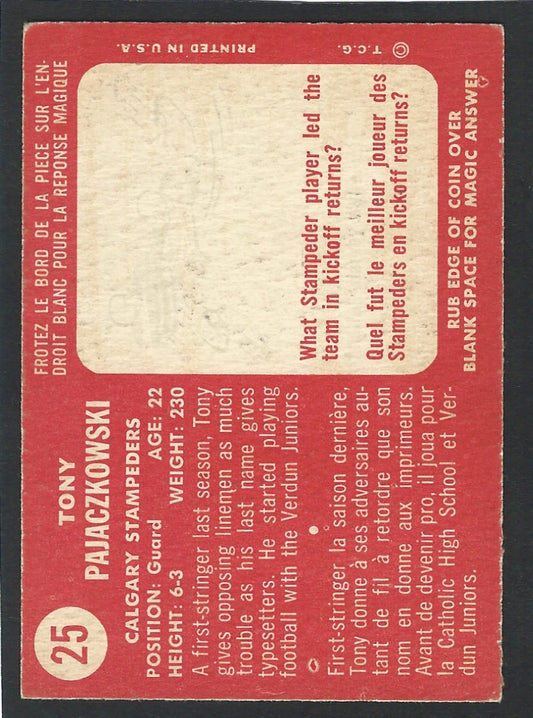 25
TONY
PAJACZKOWSKI
CALGARY STAMPEDERS
POSITION: Guard AGE: 22
HEIGHT: 6-3 WEIGHT: 230
A first-stringer last season, Tony
gives opposing linemen as much
trouble as his last name gives
typesetters. He started playing
football with the Verdun Juniors.
First-stringer la saison dernière,
Tony donne à ses adversaires au-
tant de fil à retordre que son
nom en donne aux imprimeurs.
Avant de devenir pro, il joua pour
la Catholic High School et Ver-
dun Juniors.
FROTEZ LE BORD DE LA PIECE SUR L'EN-
DROIT BLANC POUR LA REPONSE MAGIQUE
What Stampeder player led the
team in kickoff returns?
Quel fut le meilleur joueur des
Stampeders en kickoff returns?
RUB EDGE OF COIN OVER
BLANK SPACE FOR MAGIC ANSWER
© T.C.G. PRINTED IN U.S.A.